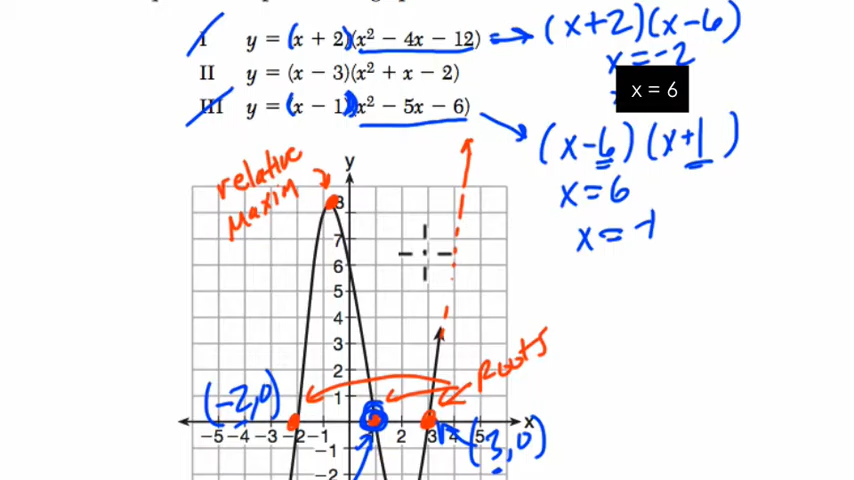 I y = (x + 2)(x² − 4x − 12) (x+2)(x-6)
x=-2
x = 6
II y = (x − 3)(x² + x − 2)
III y = (x − 1)(x² − 5x − 6)
(x-6)(x+1)
x=6
x=-1
relative
maxim
y
8
7
6
5
4
3
2
1
Roots
(-2,0)
−5 −4 −3 −2 −1 1 2 3 4 5 x
−1
−2
(3,0)